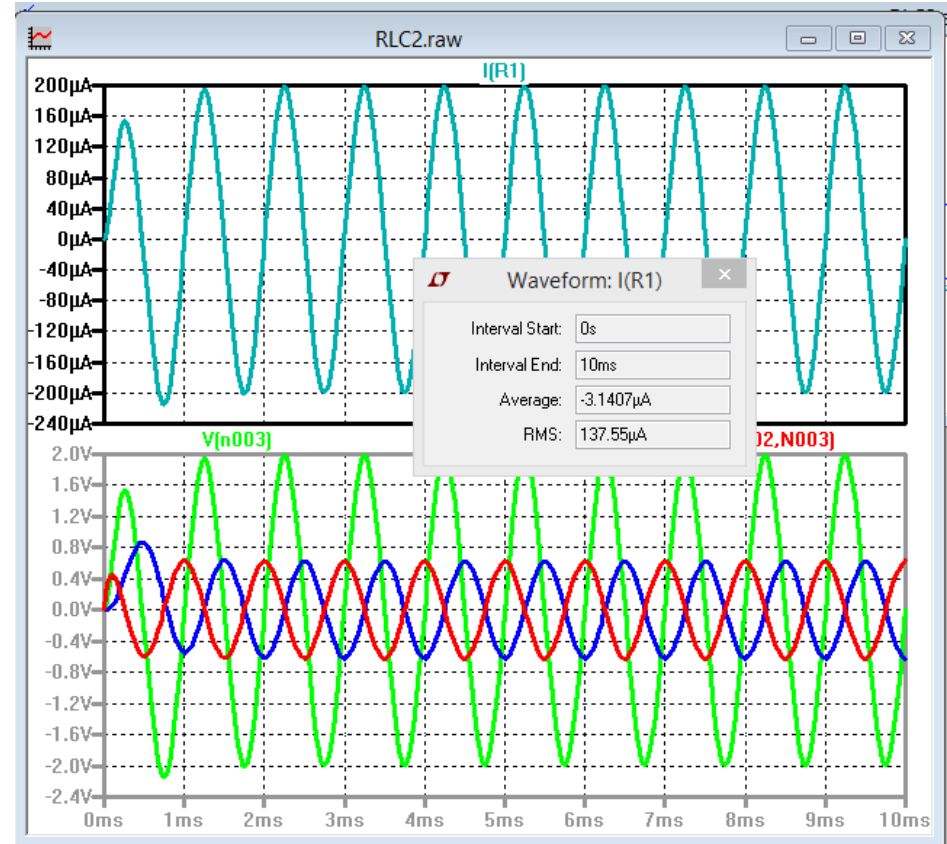 RLC2.raw
I(R1)
200µA
160µA
120µA
80µA
40µA
0µA
-40µA
-80µA
-120µA
-160µA
-200µA
-240µA
Waveform: I(R1)
Interval Start: 0s
Interval End: 10ms
Average: -3.1407µA
RMS: 137.55µA
V(n003)
02,N003)
2.0V
1.6V
1.2V
0.8V
0.4V
0.0V
-0.4V
-0.8V
-1.2V
-1.6V
-2.0V
-2.4V
0ms 1ms 2ms 3ms 4ms 5ms 6ms 7ms 8ms 9ms 10ms